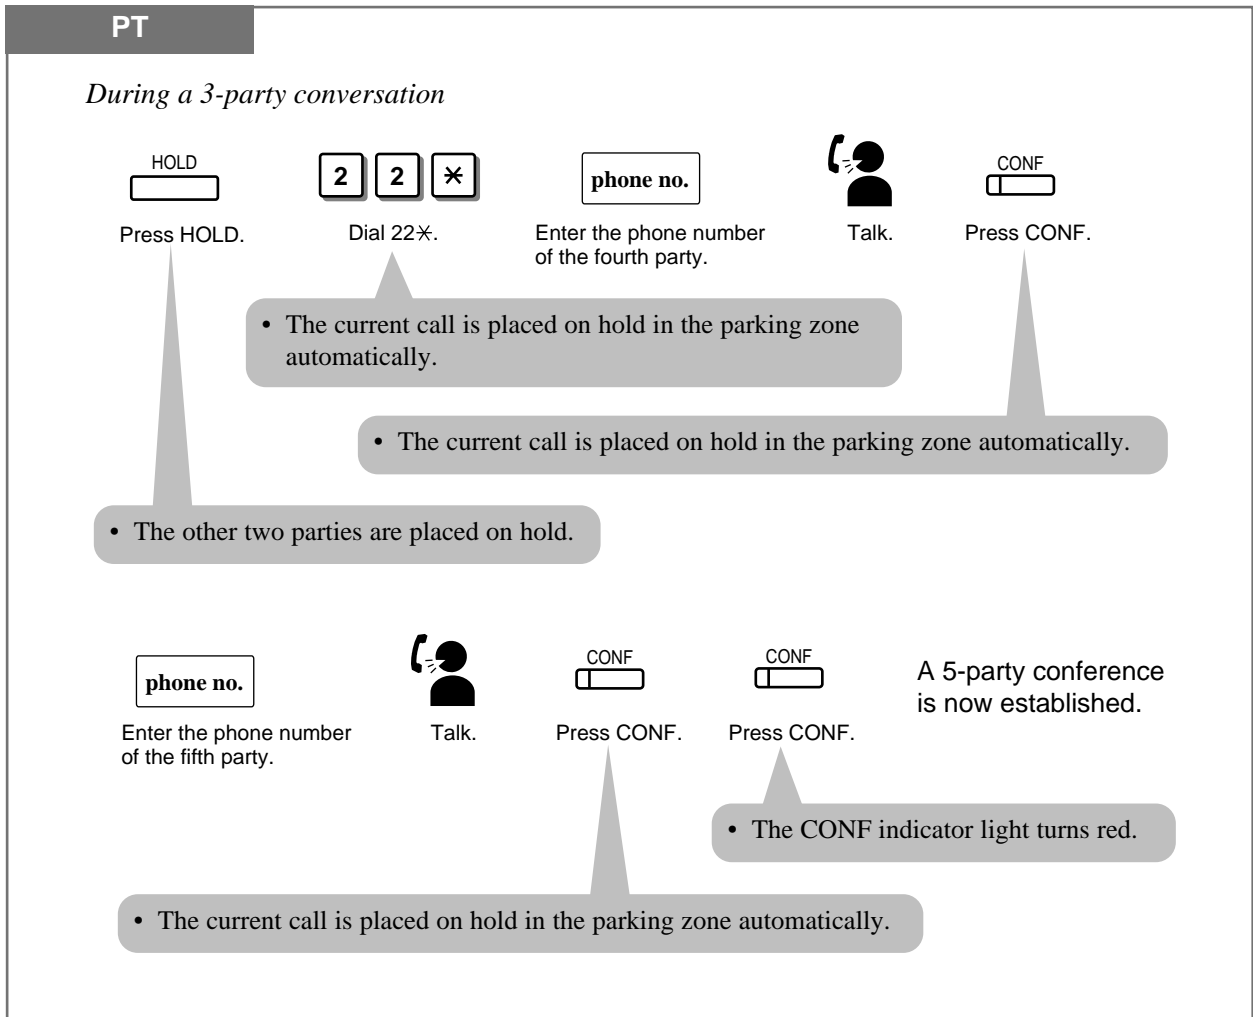 PT
During a 3-party conversation
HOLD
2 2 ✳
phone no.
CONF
Press HOLD.
Dial 22✳.
Enter the phone number
of the fourth party.
Talk.
Press CONF.
• The current call is placed on hold in the parking zone
automatically.
• The current call is placed on hold in the parking zone automatically.
• The other two parties are placed on hold.
phone no.
CONF
CONF
A 5-party conference
is now established.
Enter the phone number
of the fifth party.
Talk.
Press CONF.
Press CONF.
• The CONF indicator light turns red.
• The current call is placed on hold in the parking zone automatically.